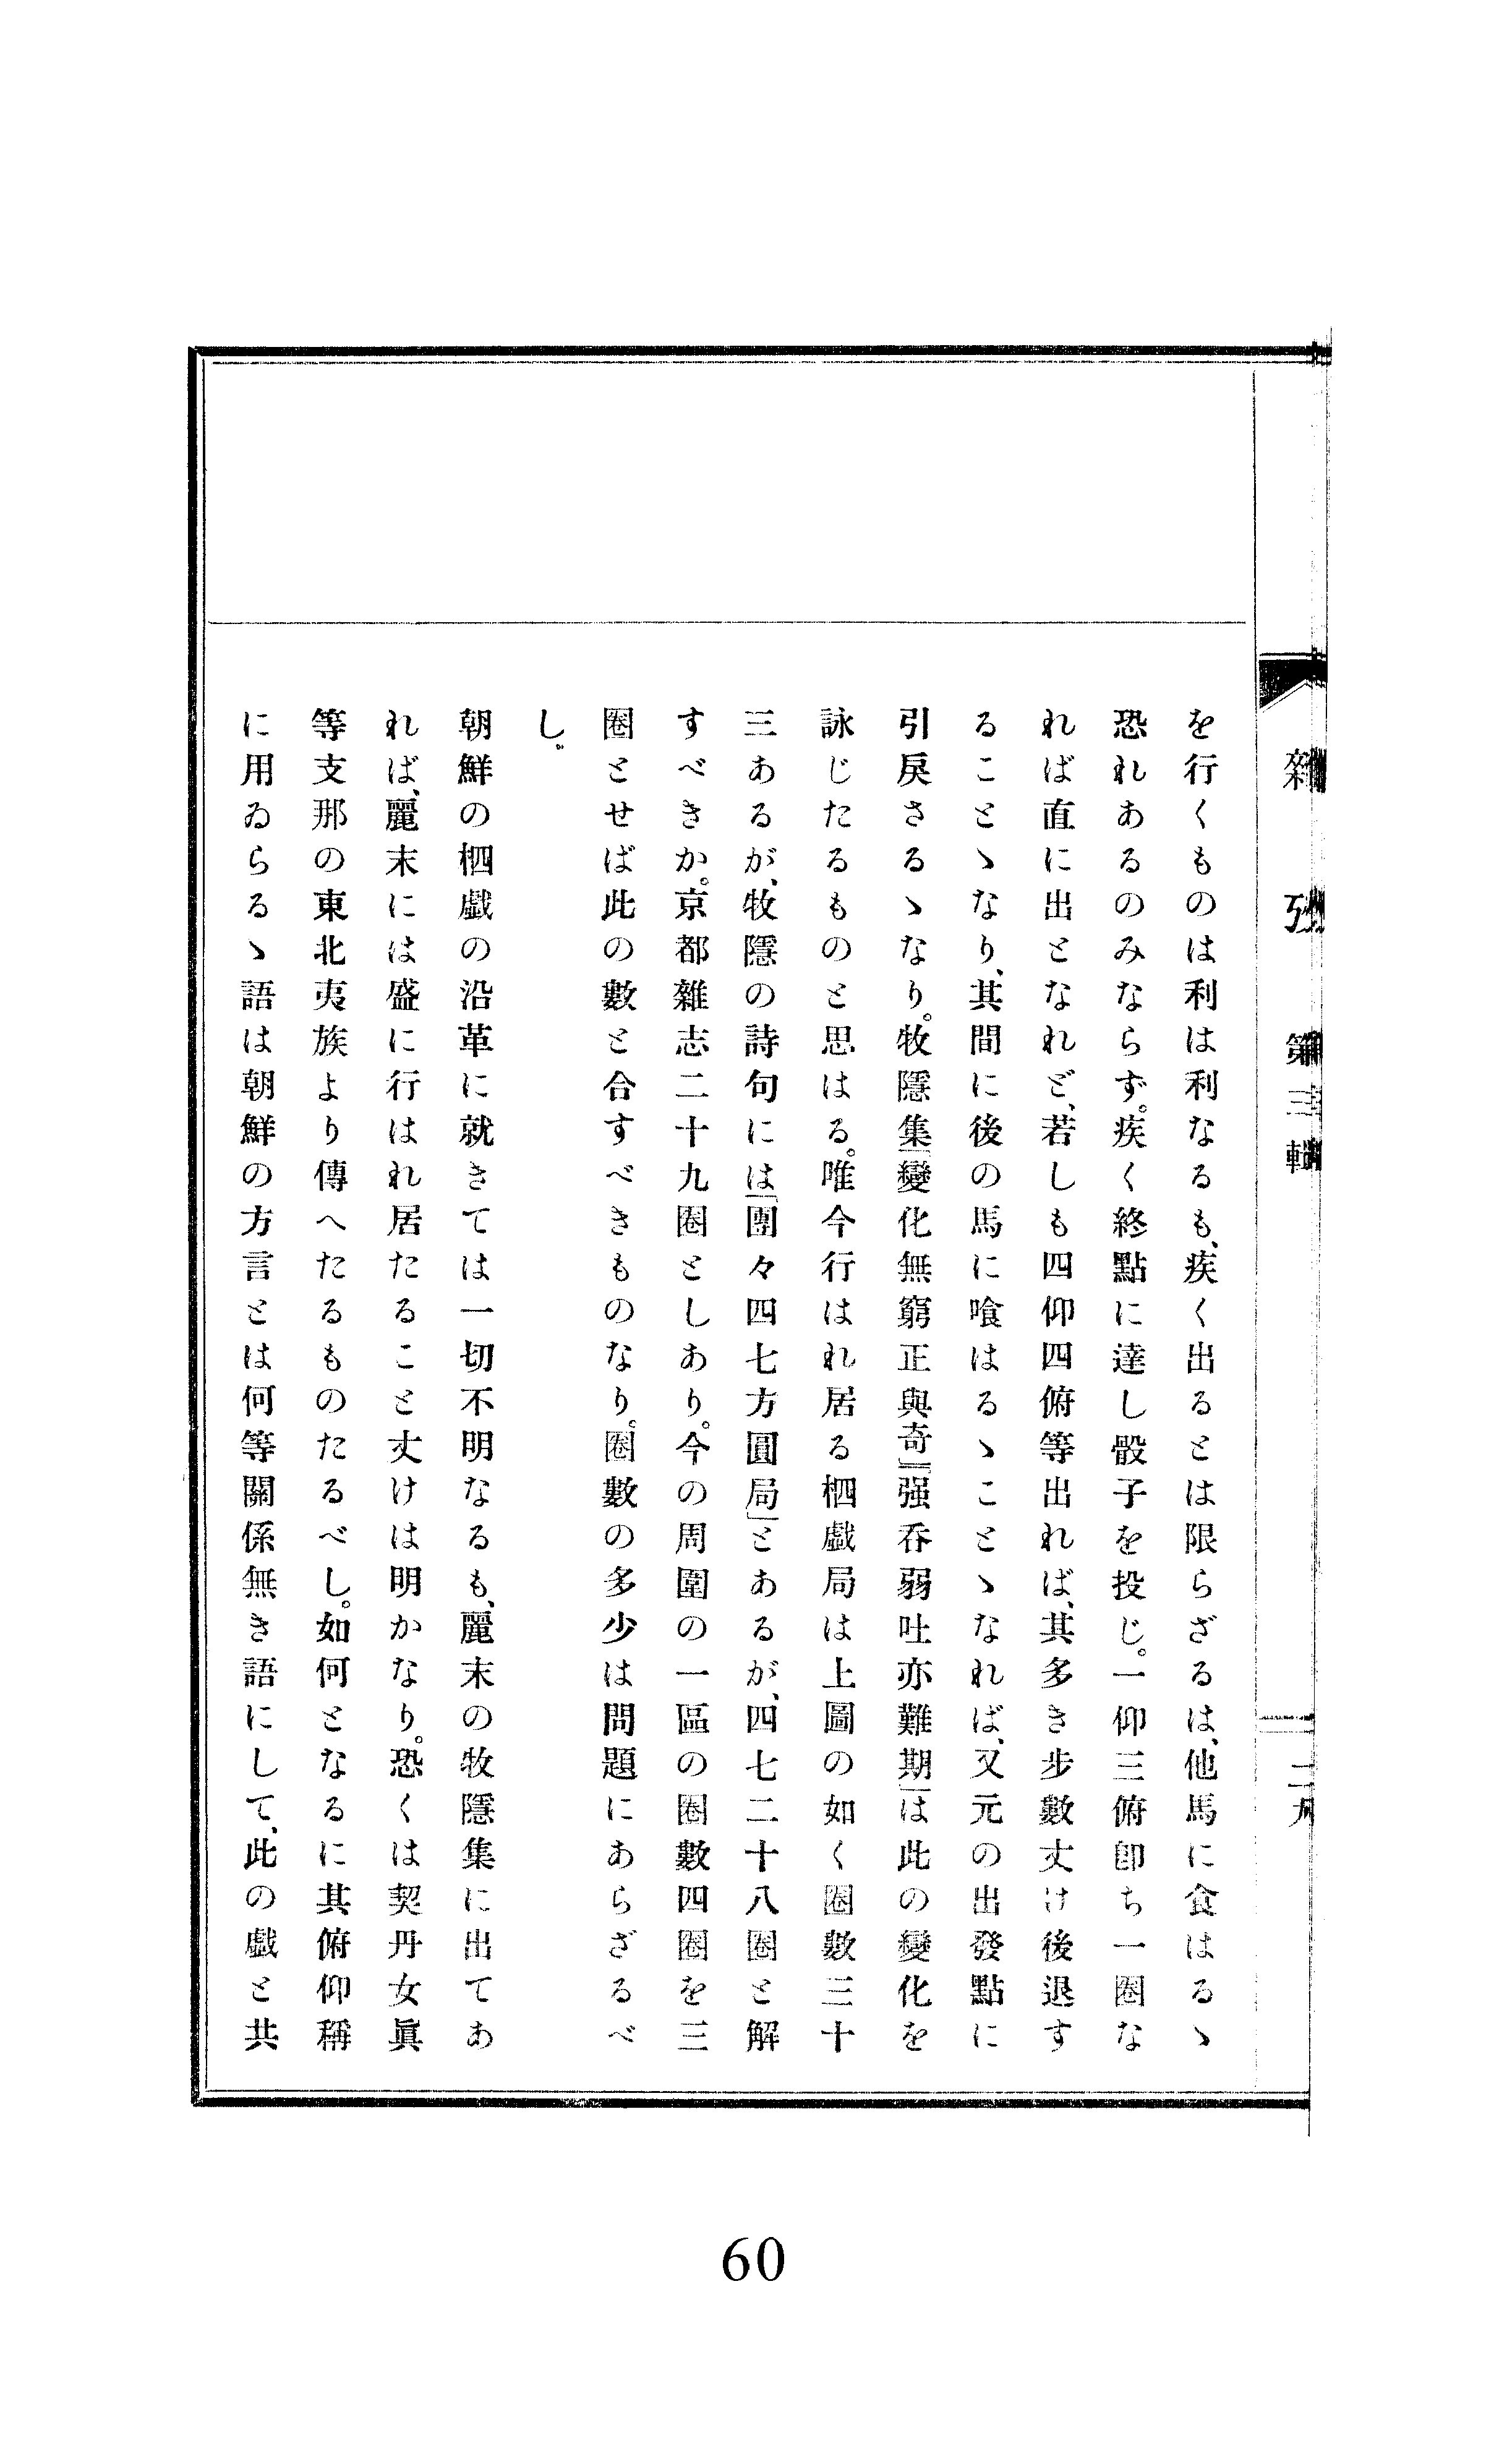 雜 攷 第三輯 二九
を行くものは利は利なるも、疾く出るとは限らざるは、他馬に食はるゝ
恐れあるのみならず。疾く終點に達し骰子を投じ。一仰三俯卽ち一圏な
れば直に出となれど、若しも四仰四俯等出れば、其多き步數丈け後退す
ることゝなり、其間に後の馬に喰はるゝことゝなれば、又元の出發點に
引戾さるゝなり。牧隱集「變化無窮正與奇」「强吞弱吐亦難期」は此の變化を
詠じたるものと思はる。唯今行はれ居る柶戲局は上圖の如く圈數三十
三あるが、牧隱の詩句には「團々四七方圓局」とあるが、四七二十八圈と解
すべきか。京都雜志二十九圈としあり。今の周圍の一區の圈數四圈を三
圈とせば此の數と合すべきものなり。圈數の多少は問題にあらざるべ
し。
朝鮮の柶戲の沿革に就きては一切不明なるも、麗末の牧隱集に出てあ
れば、麗末には盛に行はれ居たること丈けは明かなり。恐くは契丹女眞
等支那の東北夷族より傳へたるものたるべし。如何となるに其俯仰稱
に用ゐらるゝ語は朝鮮の方言とは何等關係無き語にして、此の戲と共
60